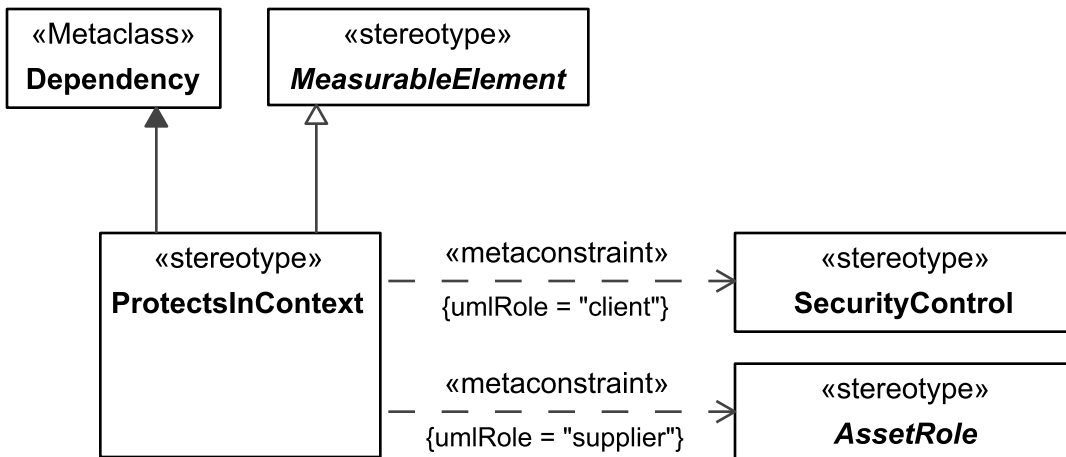 «Metaclass»
Dependency
«stereotype»
MeasurableElement
«stereotype»
ProtectsInContext
«metaconstraint»
{umlRole = "client"}
«stereotype»
SecurityControl
«metaconstraint»
{umlRole = "supplier"}
«stereotype»
AssetRole